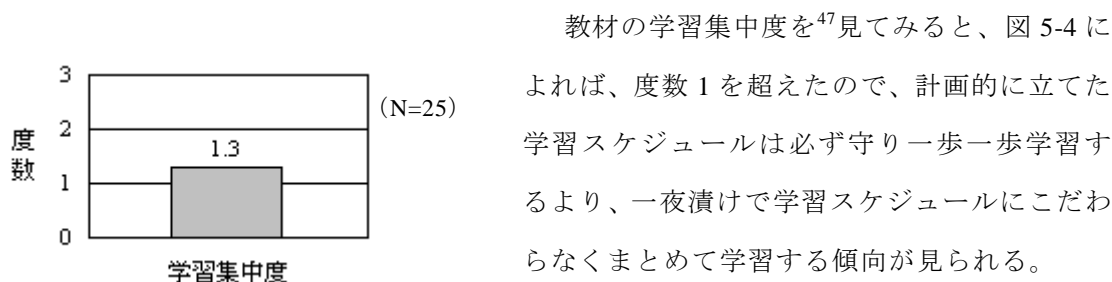 3
2
1
0
度数
1.3
学習集中度
(N=25)
教材の学習集中度を47見てみると、図 5-4 に
よれば、度数 1 を超えたので、計画的に立てた
学習スケジュールは必ず守り一歩一歩学習す
るより、一夜漬けで学習スケジュールにこだわ
らなくまとめて学習する傾向が見られる。